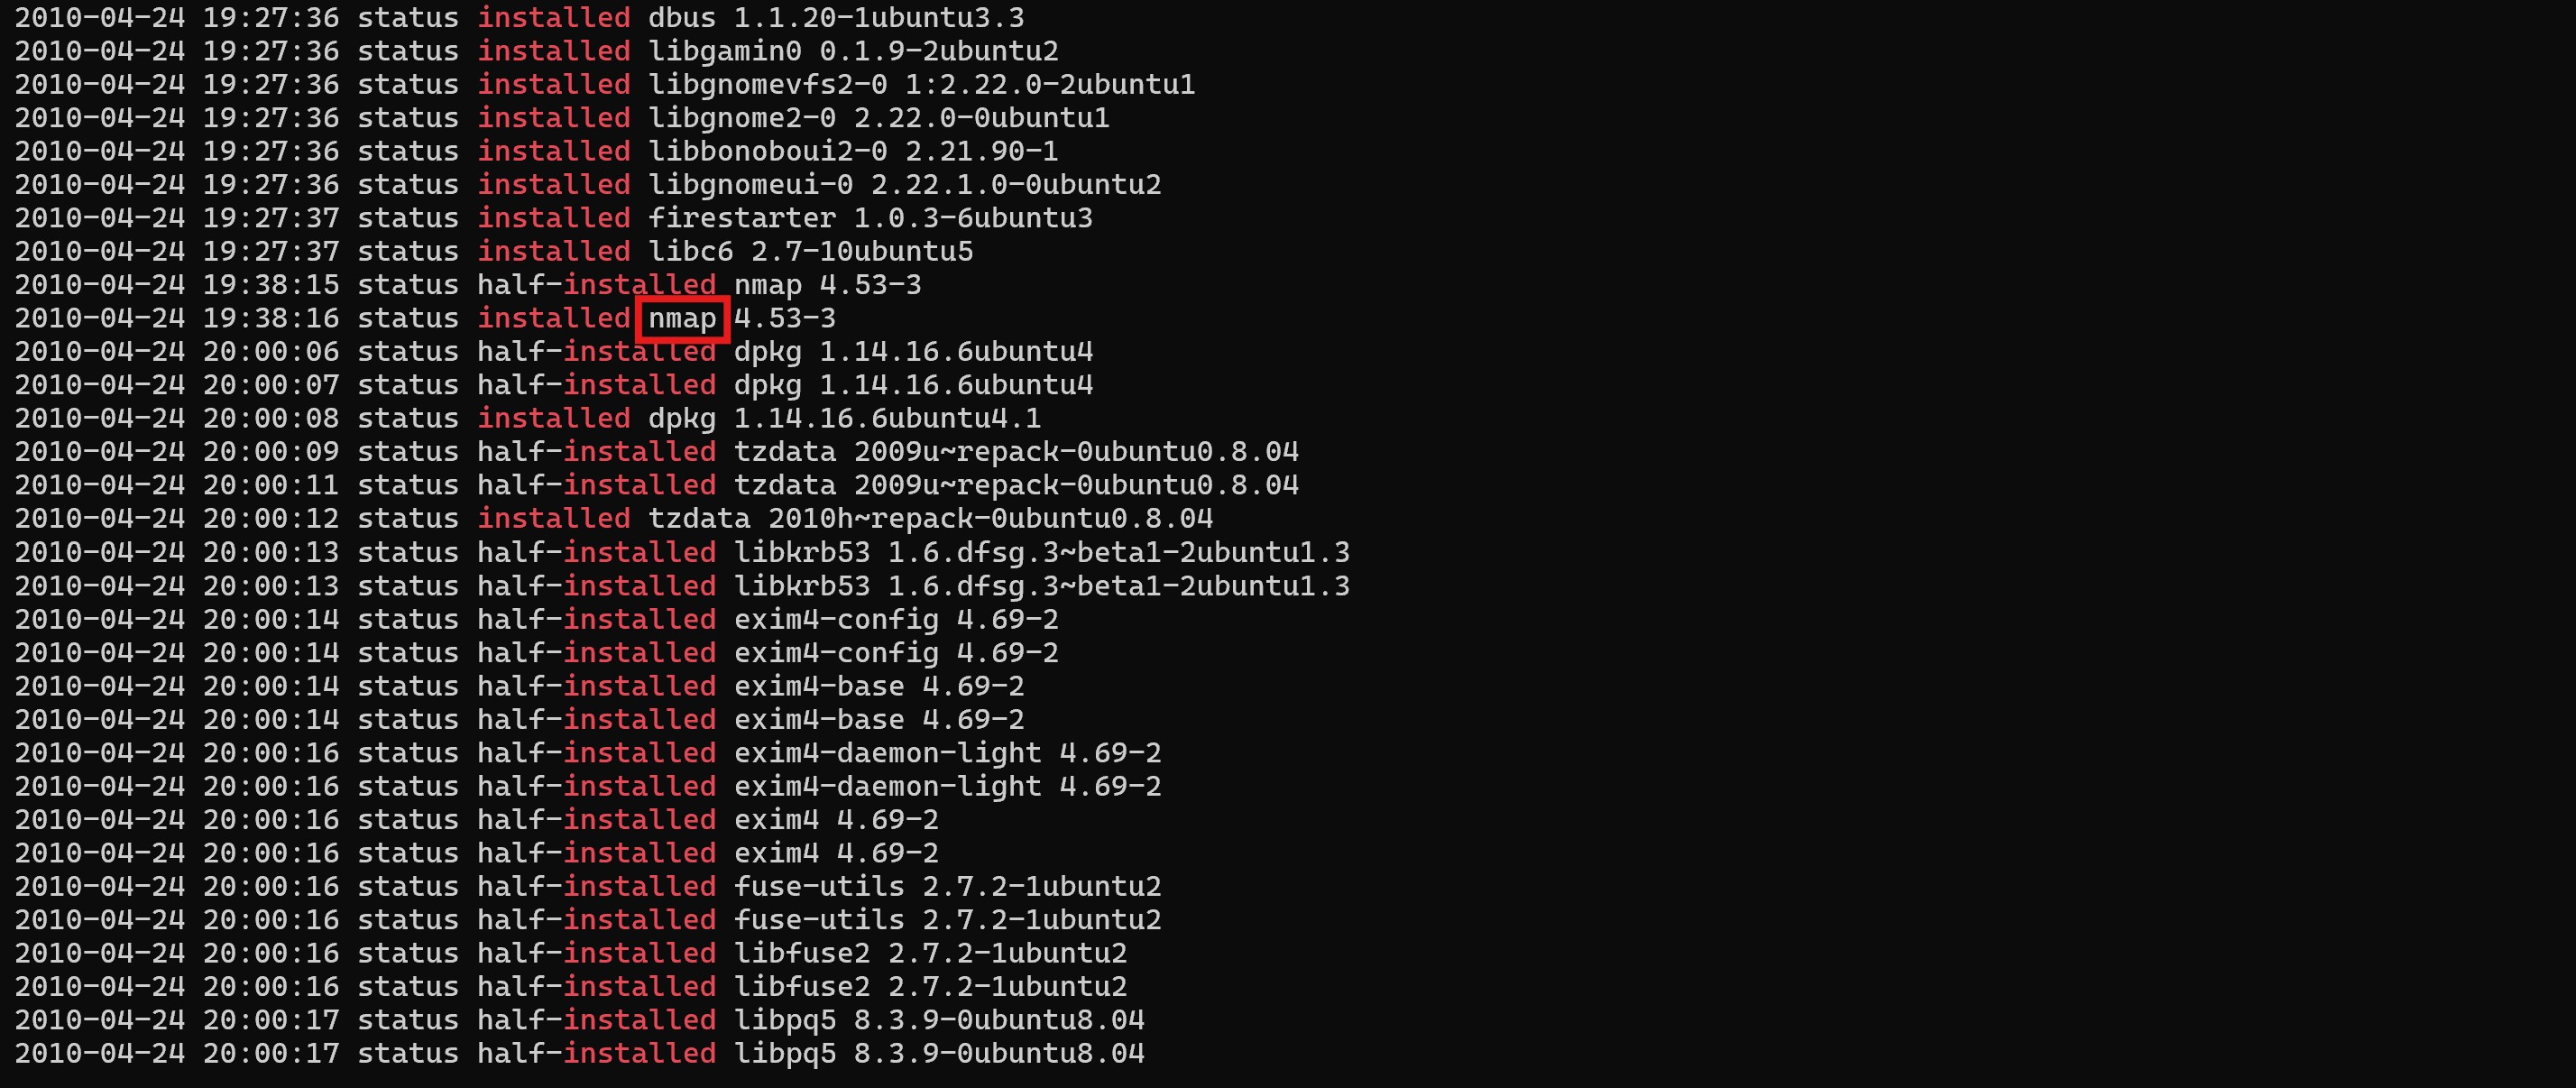 2010-04-24 19:27:36 status installed dbus 1.1.20-1ubuntu3.3
2010-04-24 19:27:36 status installed libgamin0 0.1.9-2ubuntu2
2010-04-24 19:27:36 status installed libgnomevfs2-0 1:2.22.0-2ubuntu1
2010-04-24 19:27:36 status installed libgnome2-0 2.22.0-0ubuntu1
2010-04-24 19:27:36 status installed libbonoboui2-0 2.21.90-1
2010-04-24 19:27:36 status installed libgnomeui-0 2.22.1.0-0ubuntu2
2010-04-24 19:27:37 status installed firestarter 1.0.3-6ubuntu3
2010-04-24 19:27:37 status installed libc6 2.7-10ubuntu5
2010-04-24 19:38:15 status half-installed nmap 4.53-3
2010-04-24 19:38:16 status installed nmap 4.53-3
2010-04-24 20:00:06 status half-installed dpkg 1.14.16.6ubuntu4
2010-04-24 20:00:07 status half-installed dpkg 1.14.16.6ubuntu4
2010-04-24 20:00:08 status installed dpkg 1.14.16.6ubuntu4.1
2010-04-24 20:00:09 status half-installed tzdata 2009u~repack-0ubuntu0.8.04
2010-04-24 20:00:11 status half-installed tzdata 2009u~repack-0ubuntu0.8.04
2010-04-24 20:00:12 status installed tzdata 2010h~repack-0ubuntu0.8.04
2010-04-24 20:00:13 status half-installed libkrb53 1.6.dfsg.3~beta1-2ubuntu1.3
2010-04-24 20:00:13 status half-installed libkrb53 1.6.dfsg.3~beta1-2ubuntu1.3
2010-04-24 20:00:14 status half-installed exim4-config 4.69-2
2010-04-24 20:00:14 status half-installed exim4-config 4.69-2
2010-04-24 20:00:14 status half-installed exim4-base 4.69-2
2010-04-24 20:00:14 status half-installed exim4-base 4.69-2
2010-04-24 20:00:16 status half-installed exim4-daemon-light 4.69-2
2010-04-24 20:00:16 status half-installed exim4-daemon-light 4.69-2
2010-04-24 20:00:16 status half-installed exim4 4.69-2
2010-04-24 20:00:16 status half-installed exim4 4.69-2
2010-04-24 20:00:16 status half-installed fuse-utils 2.7.2-1ubuntu2
2010-04-24 20:00:16 status half-installed fuse-utils 2.7.2-1ubuntu2
2010-04-24 20:00:16 status half-installed libfuse2 2.7.2-1ubuntu2
2010-04-24 20:00:16 status half-installed libfuse2 2.7.2-1ubuntu2
2010-04-24 20:00:17 status half-installed libpq5 8.3.9-0ubuntu8.04
2010-04-24 20:00:17 status half-installed libpq5 8.3.9-0ubuntu8.04